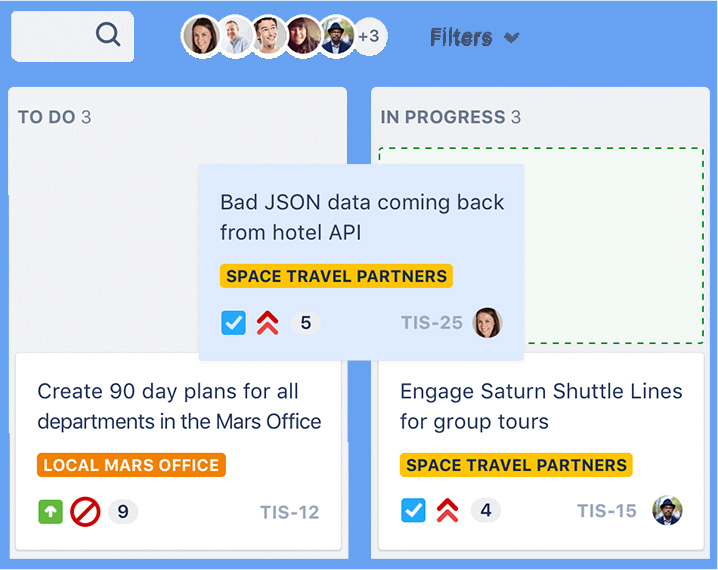 +3
Filters
TO DO 3
IN PROGRESS 3
Bad JSON data coming back
from hotel API
SPACE TRAVEL PARTNERS
5
TIS-25
Create 90 day plans for all
departments in the Mars Office
LOCAL MARS OFFICE
9
TIS-12
Engage Saturn Shuttle Lines
for group tours
SPACE TRAVEL PARTNERS
4
TIS-15